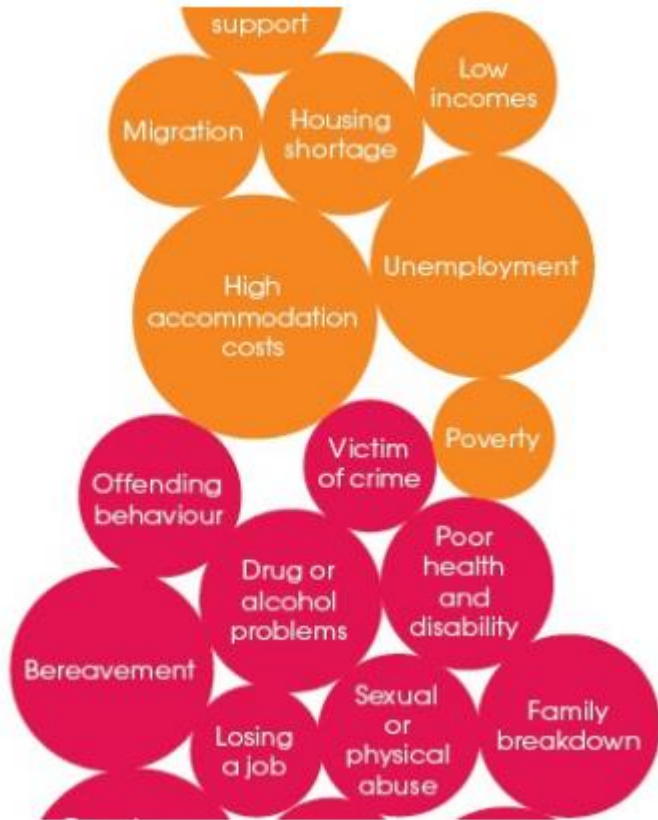 support
Low
incomes
Migration
Housing
shortage
Unemployment
High
accommodation
costs
Victim
of crime
Poverty
Offending
behaviour
Poor
health
and
disability
Drug or
alcohol
problems
Bereavement
Sexual
or
physical
abuse
Family
breakdown
Losing
a job